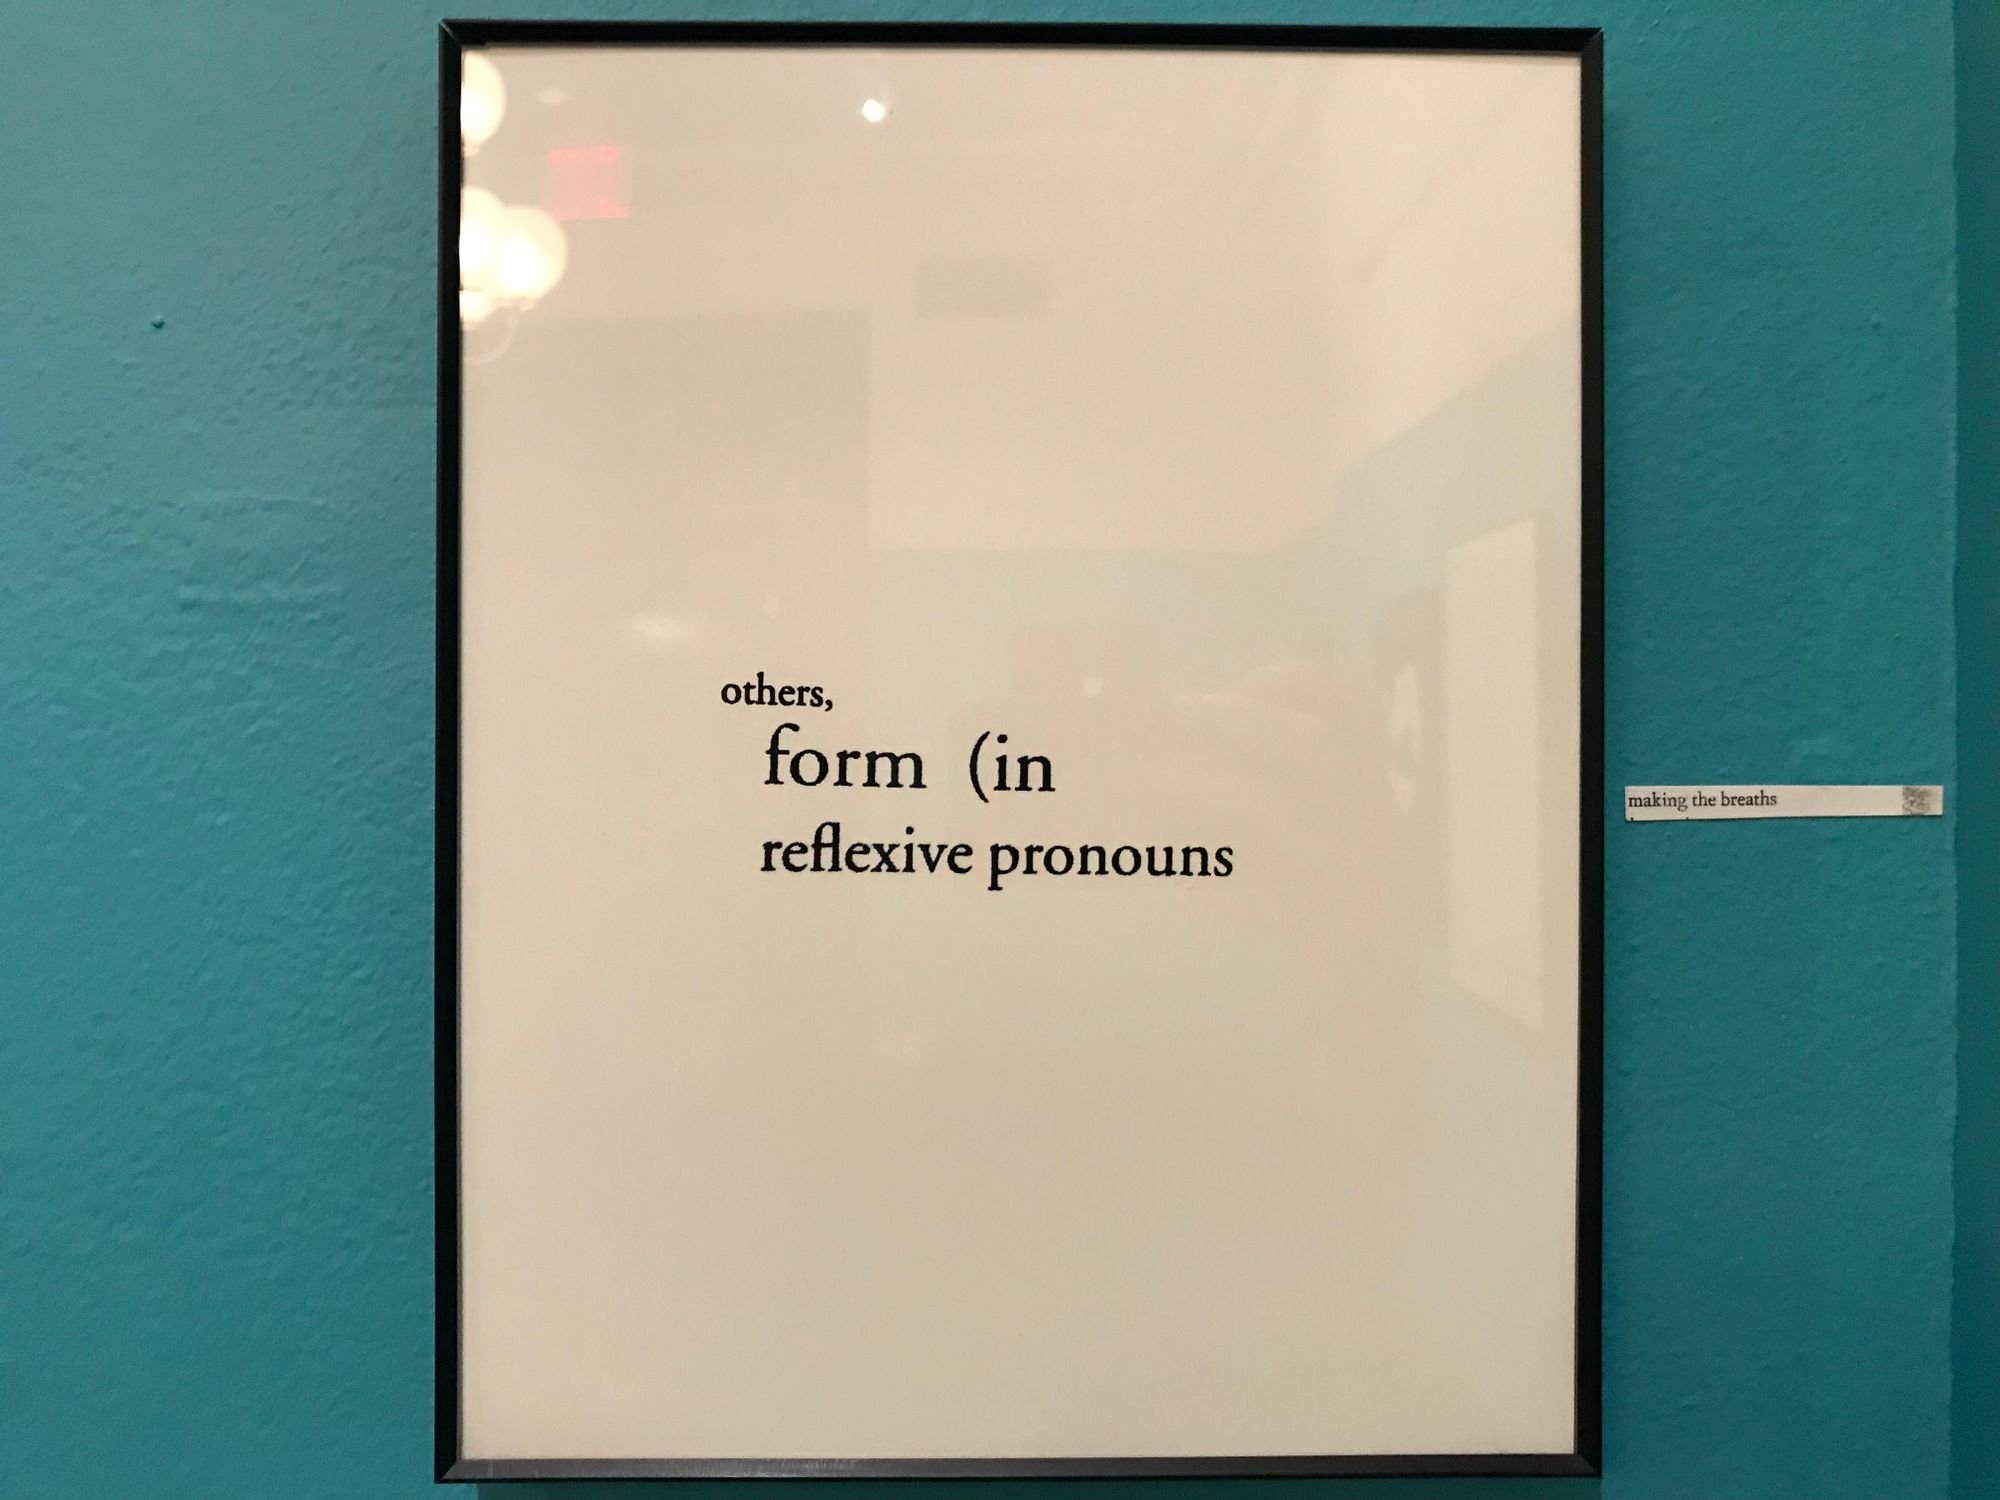 others,
form (in
reflexive pronouns
making the breaths